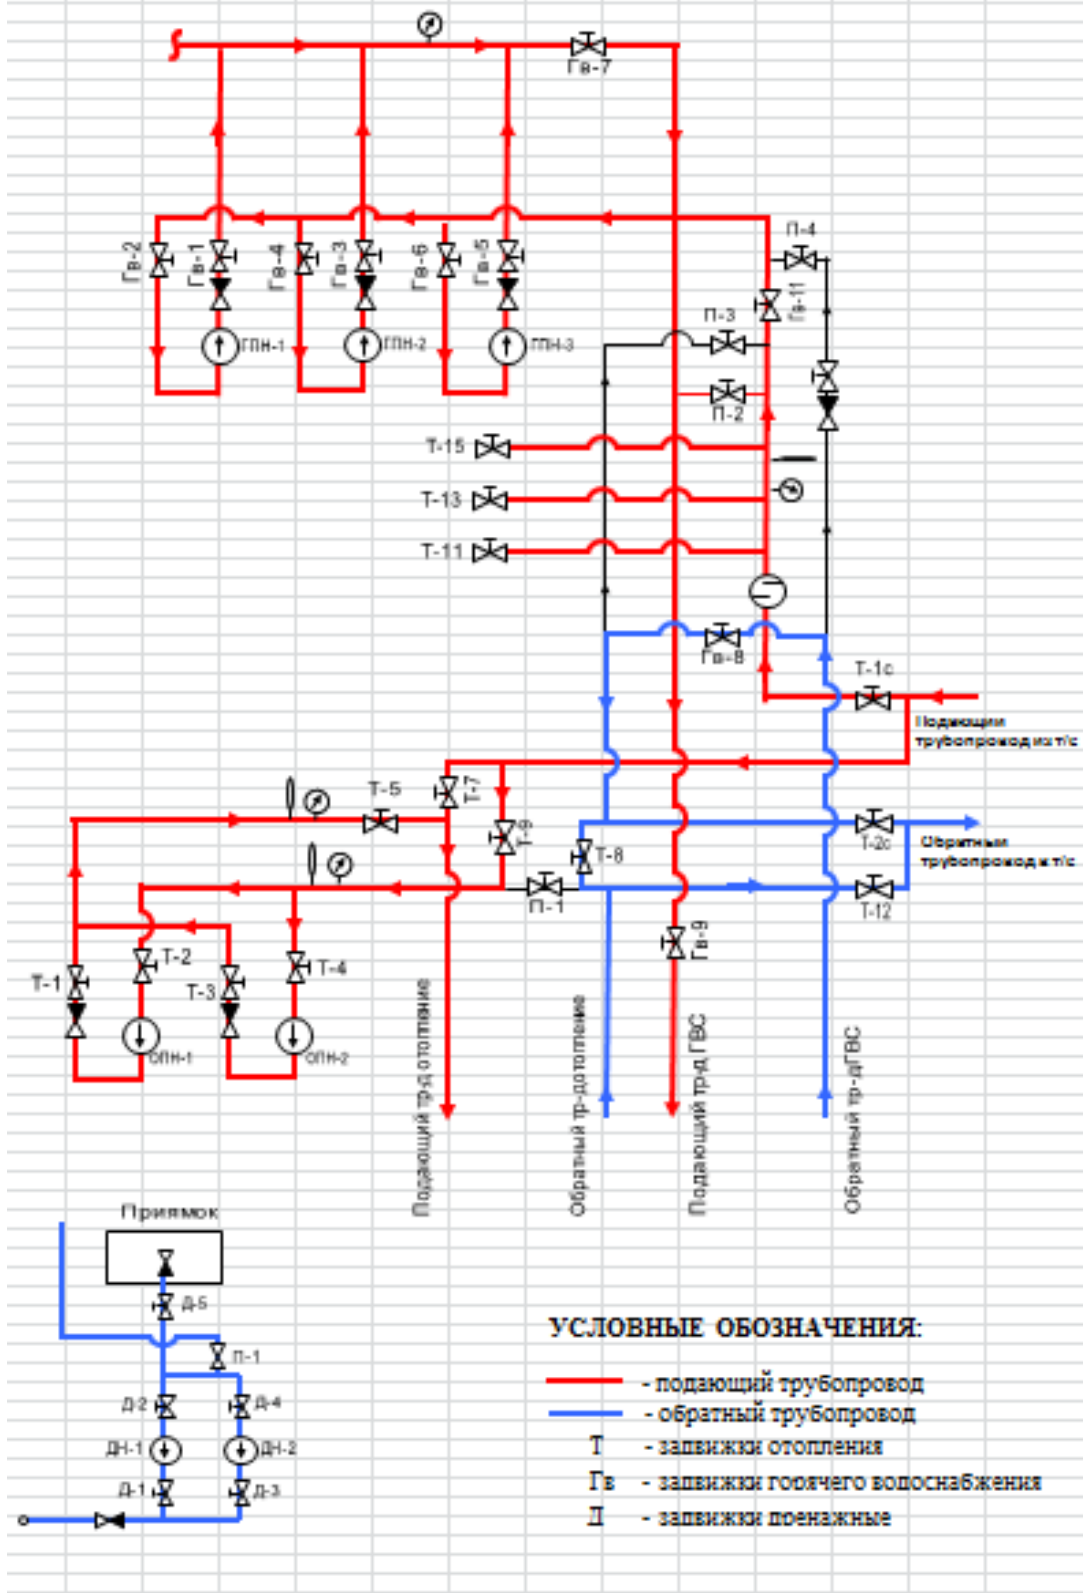 Гв-7
П-4
Гв-2
Гв-1
Гв-4
Гв-3
Гв-6
Гв-5
Гв-11
П-3
ГПН-1
ГПН-2
ГПН-3
П-2
Т-15
Т-13
Т-11
Гв-8
Т-1с
Подающии
трубопровод из т/с
Т-5
Т-7
Т-9
Т-8
Т-2с
Обратныи
трубопровод в т/с
П-1
Т-12
Гв-9
Т-1
Т-2
Т-3
Т-4
ОПН-1
ОПН-2
Подающий тр-д отопление
Обратный тр-дотопление
Подающий тр-д ГВС
Обратный тр-дГВС
Приямок
Д-5
П-1
Д-2
Д-4
ДН-1
ДН-2
Д-1
Д-3
УСЛОВНЫЕ ОБОЗНАЧЕНИЯ:
- подающий трубопровод
- обратный трубопровод
Т - задвижки отопления
Гв - задвижки горячего водоснабжения
Д - задвижки дренажные